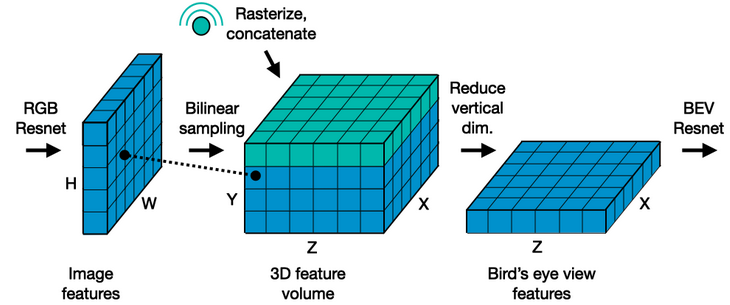 Rasterize,
concatenate
RGB
Resnet
Bilinear
sampling
Reduce
vertical
dim.
BEV
Resnet
H
W
Y
X
Z
X
Z
Image
features
3D feature
volume
Bird's eye view
features